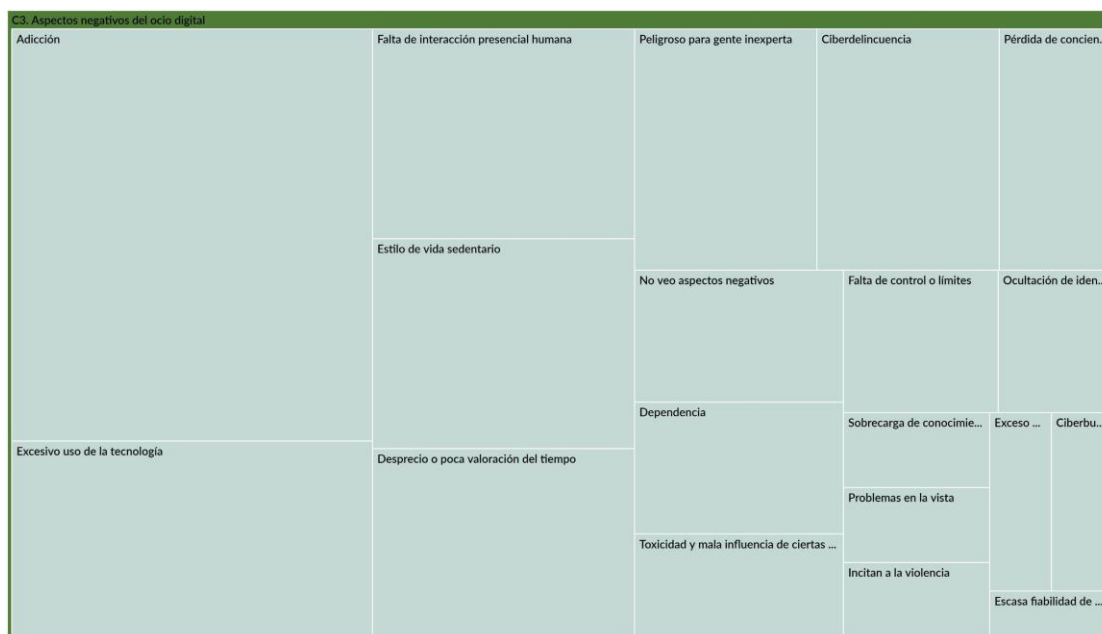 C3. Aspectos negativos del ocio digital
Adicción
Falta de interacción presencial humana
Peligroso para gente inexperta
Ciberdelincuencia
Pérdida de concien...
Estilo de vida sedentario
No veo aspectos negativos
Falta de control o límites
Ocultación de iden...
Dependencia
Sobrecarga de conocimie...
Exceso ...
Ciberbu...
Excesivo uso de la tecnología
Desprecio o poca valoración del tiempo
Problemas en la vista
Toxicidad y mala influencia de ciertas ...
Incitan a la violencia
Escasa fiabilidad de ...